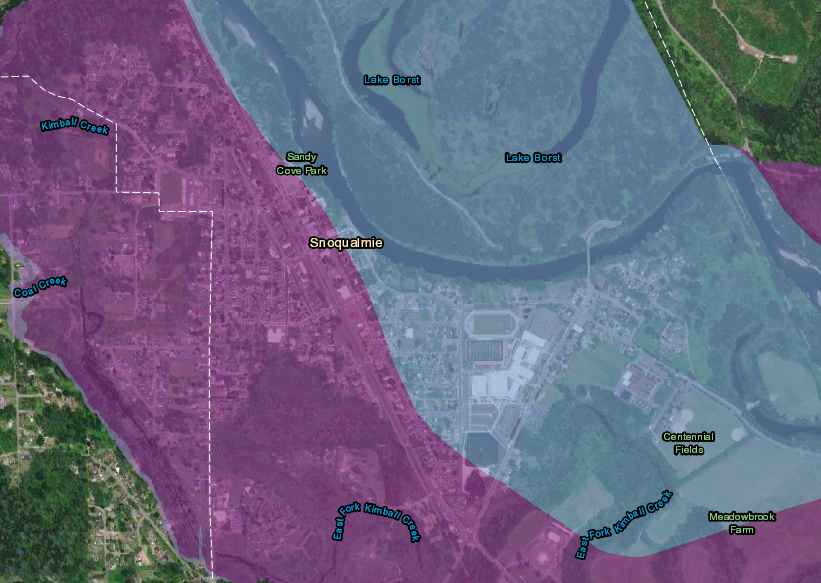 Lake Borst
Kimball Creek
Sandy
Cove Park
Lake Borst
Snoqualmie
Coal Creek
Centennial
Fields
East Fork Kimball Creek
East Fork Kimball Creek
Meadowbrook
Farm